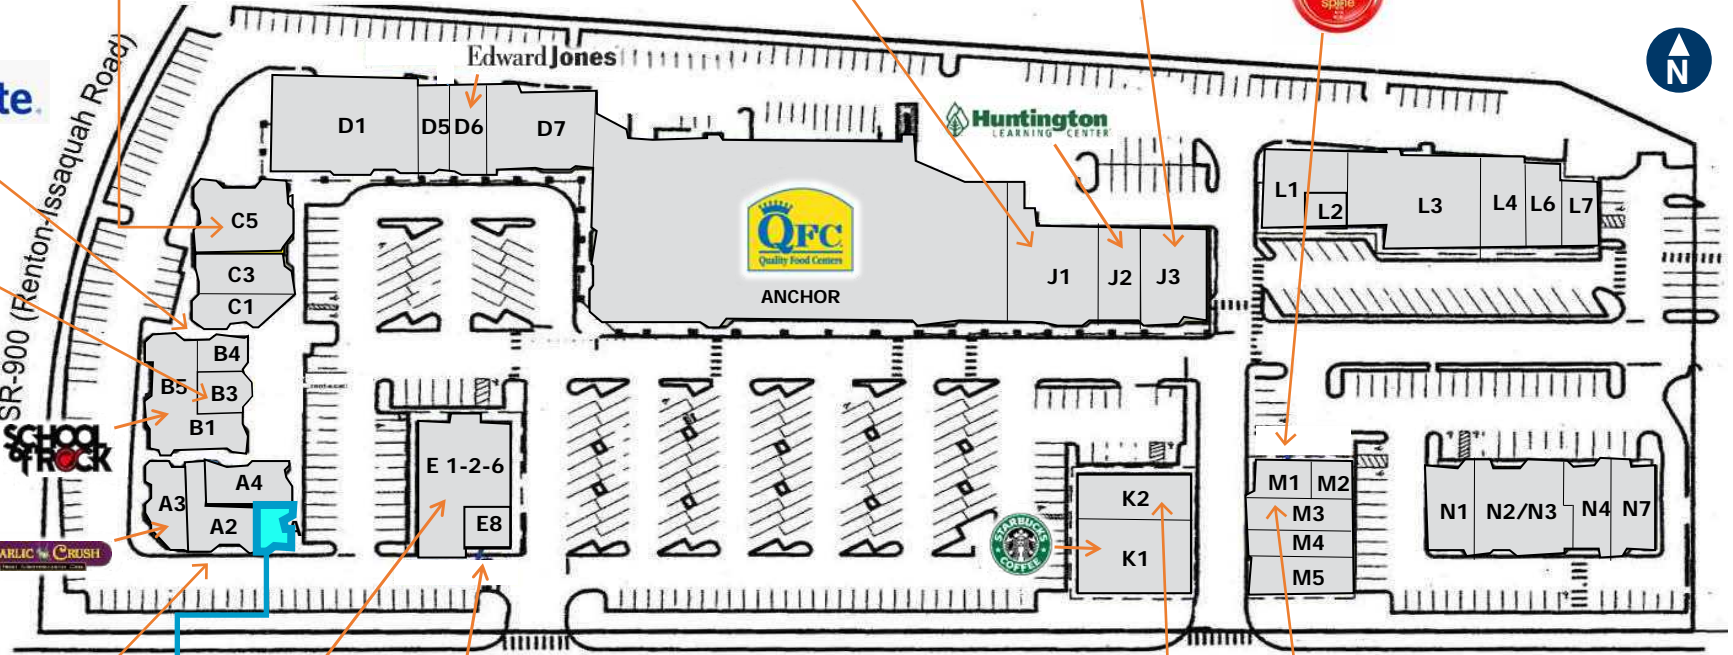 spine
N
te.
SR-900 (Renton-Issaquah Road)
Edward Jones
D1
D5
D6
D7
Huntington
LEARNING CENTER
C5
C3
C1
QFC
Quality Food Centers
ANCHOR
J1
J2
J3
L1
L2
L3
L4
L6
L7
B4
B5
B3
B1
SCHOOL
of ROCK
A4
A3
A2
A
ARLIC CRUSH
E 1-2-6
E8
STARBUCKS
COFFEE
K2
K1
M1
M2
M3
M4
M5
N1
N2/N3
N4
N7